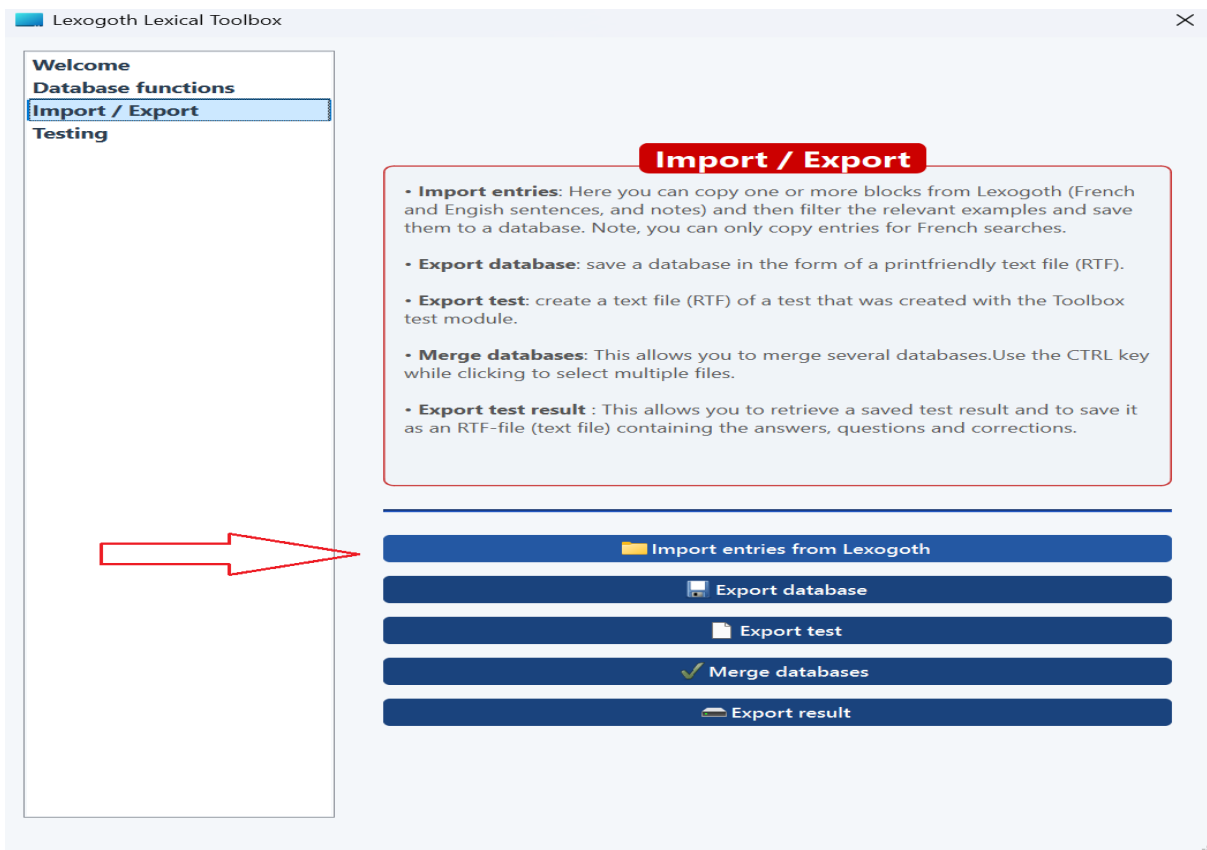 Lexogoth Lexical Toolbox
Welcome
Database functions
Import / Export
Testing
Import / Export
• Import entries: Here you can copy one or more blocks from Lexogoth (French
and Engish sentences, and notes) and then filter the relevant examples and save
them to a database. Note, you can only copy entries for French searches.
• Export database: save a database in the form of a printfriendly text file (RTF).
• Export test: create a text file (RTF) of a test that was created with the Toolbox
test module.
• Merge databases: This allows you to merge several databases.Use the CTRL key
while clicking to select multiple files.
• Export test result : This allows you to retrieve a saved test result and to save it
as an RTF-file (text file) containing the answers, questions and corrections.
Import entries from Lexogoth
Export database
Export test
Merge databases
Export result